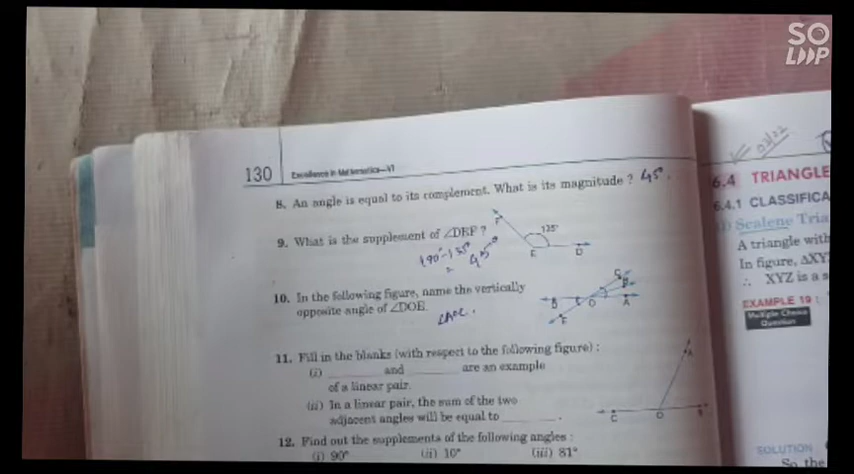 SO
LOOP
130
Excellence in Mathematics—VI
8. An angle is equal to its complement. What is its magnitude ? 45°.
9. What is the supplement of ∠DEF ?
F
135°
E D
= 45°
10. In the following figure, name the vertically
opposite angle of ∠DOE.
∠AOC.
C
B
D O A
E
11. Fill in the blanks (with respect to the following figure) :
(i) ________ and ________ are an example
of a linear pair.
(ii) In a linear pair, the sum of the two
adjacent angles will be equal to ________ .
A
C O B
12. Find out the supplements of the following angles :
(i) 90° (ii) 10° (iii) 81°
6.4 TRIANGLE
6.4.1 CLASSIFICA
Scalene Tria
A triangle with
In figure, ΔXY
∴ XYZ is a s
EXAMPLE 19 :
Multiple Choice
Question
SOLUTION
So, the